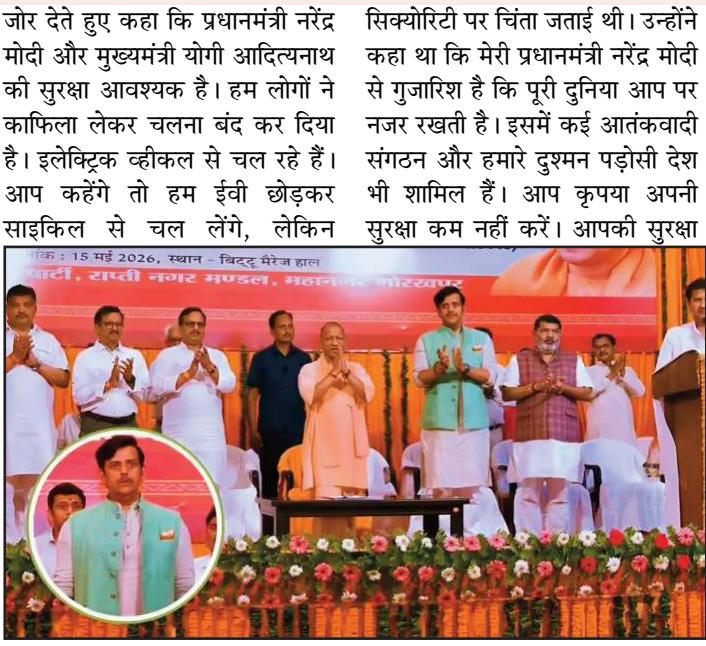 जोर देते हुए कहा कि प्रधानमंत्री नरेंद्र
मोदी और मुख्यमंत्री योगी आदित्यनाथ
की सुरक्षा आवश्यक है। हम लोगों ने
काफिला लेकर चलना बंद कर दिया
है। इलेक्ट्रिक व्हीकल से चल रहे हैं।
आप कहेंगे तो हम ईवी छोड़कर
साइकिल से चल लेंगे, लेकिन
सिक्योरिटी पर चिंता जताई थी। उन्होंने
कहा था कि मेरी प्रधानमंत्री नरेंद्र मोदी
से गुजारिश है कि पूरी दुनिया आप पर
नजर रखती है। इसमें कई आतंकवादी
संगठन और हमारे दुश्मन पड़ोसी देश
भी शामिल हैं। आप कृपया अपनी
सुरक्षा कम नहीं करें। आपकी सुरक्षा
: 15 मई 2026, स्थान - बिट्टू मैरेज हाल
पार्टी, राप्ती नगर मण्डल, महानगर गोरखपुर